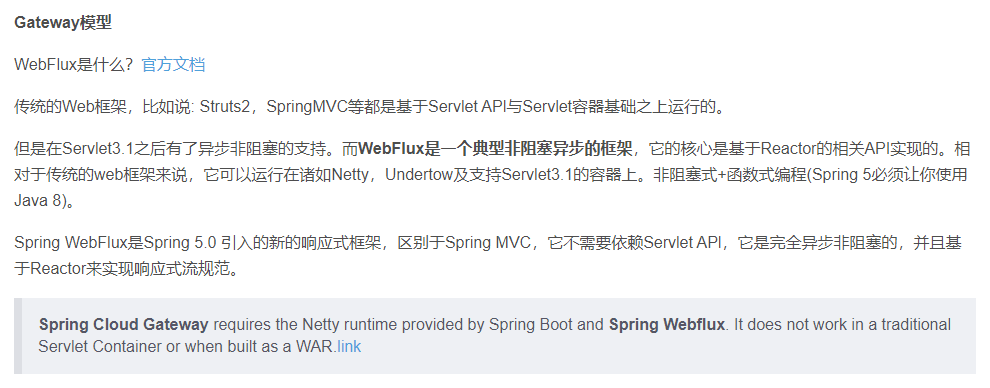 Gateway模型
WebFlux是什么？官方文档
传统的Web框架，比如说: Struts2，SpringMVC等都是基于Servlet API与Servlet容器基础之上运行的。
但是在Servlet3.1之后有了异步非阻塞的支持。而WebFlux是一个典型非阻塞异步的框架，它的核心是基于Reactor的相关API实现的。相
对于传统的web框架来说，它可以运行在诸如Netty，Undertow及支持Servlet3.1的容器上。非阻塞式+函数式编程(Spring 5必须让你使用
Java 8)。
Spring WebFlux是Spring 5.0 引入的新的响应式框架，区别于Spring MVC，它不需要依赖Servlet API，它是完全异步非阻塞的，并且基
于Reactor来实现响应式流规范。
Spring Cloud Gateway requires the Netty runtime provided by Spring Boot and Spring Webflux. It does not work in a traditional
Servlet Container or when built as a WAR.link